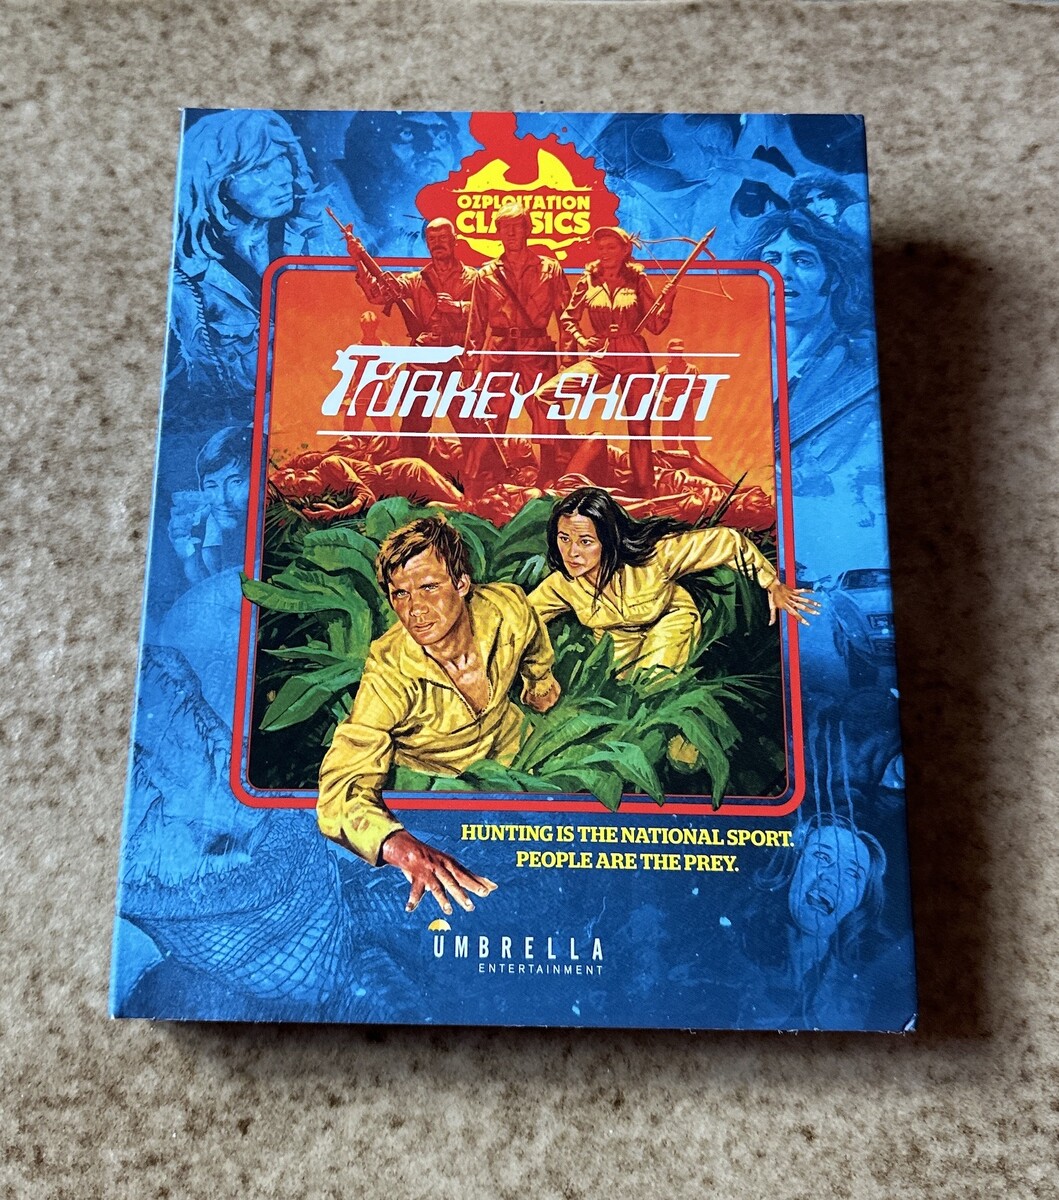 OZPLOITATION
CLASSICS
TURKEY SHOOT
HUNTING IS THE NATIONAL SPORT.
PEOPLE ARE THE PREY.
UMBRELLA
ENTERTAINMENT